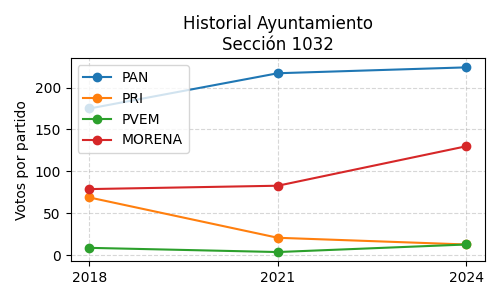 Historial Ayuntamiento
Sección 1032
Votos por partido
200
150
100
50
0
PAN
PRI
PVEM
MORENA
2018
2021
2024